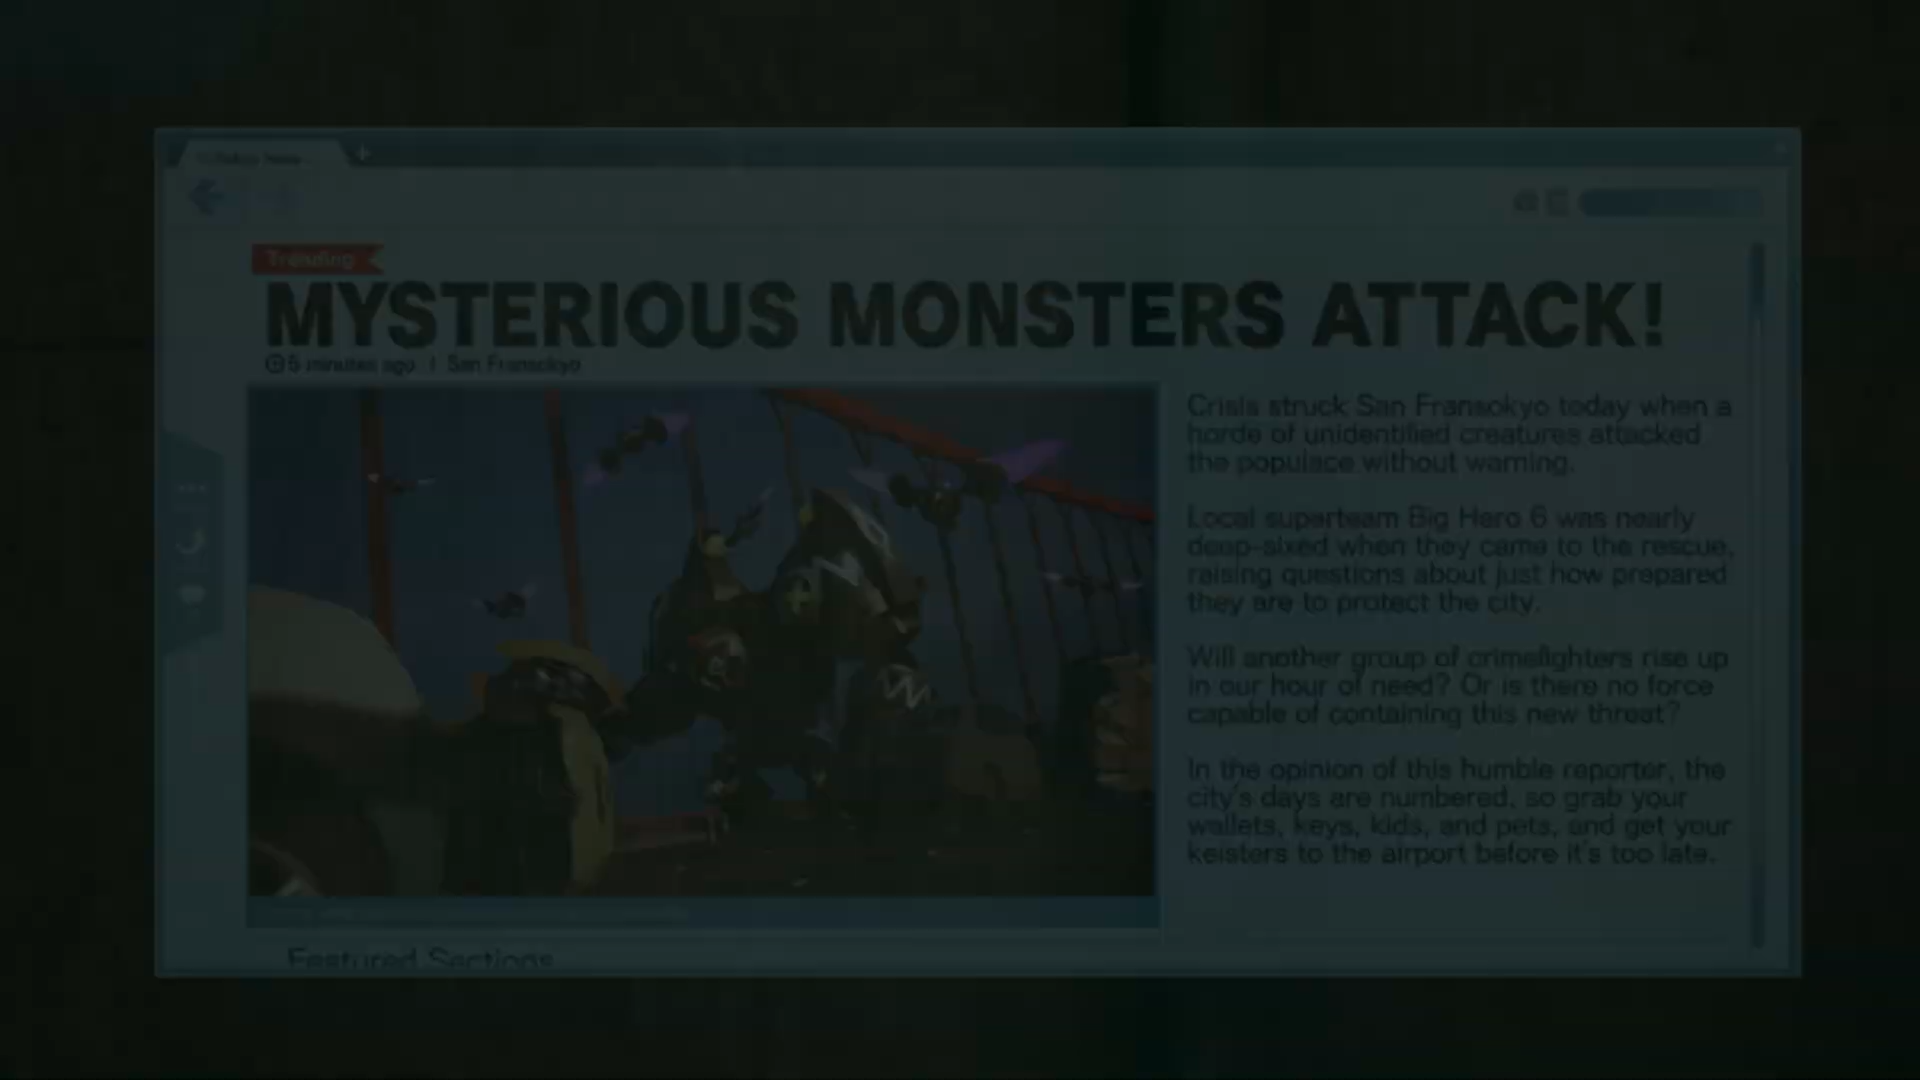 Trending
MYSTERIOUS MONSTERS ATTACK!
5 minutes ago | San Fransokyo
Crisis struck San Fransokyo today when a
horde of unidentified creatures attacked
the populace without warning.
Local superteam Big Hero 6 was nearly
deep-sixed when they came to the rescue,
raising questions about just how prepared
they are to protect the city.
Will another group of crimefighters rise up
in our hour of need? Or is there no force
capable of containing this new threat?
In the opinion of this humble reporter, the
city's days are numbered, so grab your
wallets, keys, kids, and pets, and get your
keisters to the airport before it's too late.
Featured Sections